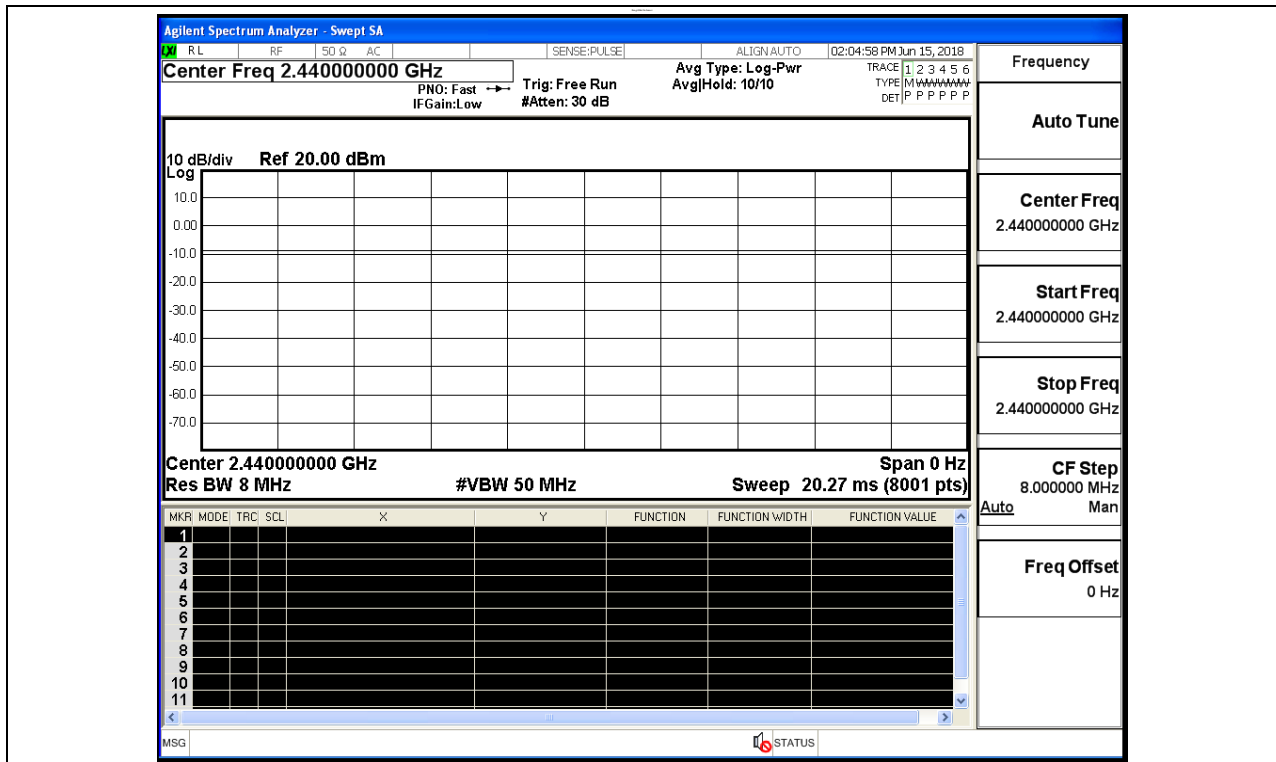 Agilent Spectrum Analyzer - Swept SA
LXI RL RF 50 Ω AC SENSE:PULSE ALIGN AUTO 02:04:58 PM Jun 15, 2018
Center Freq 2.440000000 GHz
PNO: Fast
IFGain:Low
Trig: Free Run
#Atten: 30 dB
Avg Type: Log-Pwr
Avg|Hold: 10/10
TRACE 1 2 3 4 5 6
TYPE M W W W W W
DET P P P P P P
10 dB/div Ref 20.00 dBm
Log
10.0
0.00
-10.0
-20.0
-30.0
-40.0
-50.0
-60.0
-70.0
Center 2.440000000 GHz Span 0 Hz
Res BW 8 MHz #VBW 50 MHz Sweep 20.27 ms (8001 pts)
MKR MODE TRC SCL X Y FUNCTION FUNCTION WIDTH FUNCTION VALUE
1
2
3
4
5
6
7
8
9
10
11
MSG STATUS
Frequency
Auto Tune
Center Freq
2.440000000 GHz
Start Freq
2.440000000 GHz
Stop Freq
2.440000000 GHz
CF Step
8.000000 MHz
Auto Man
Freq Offset
0 Hz